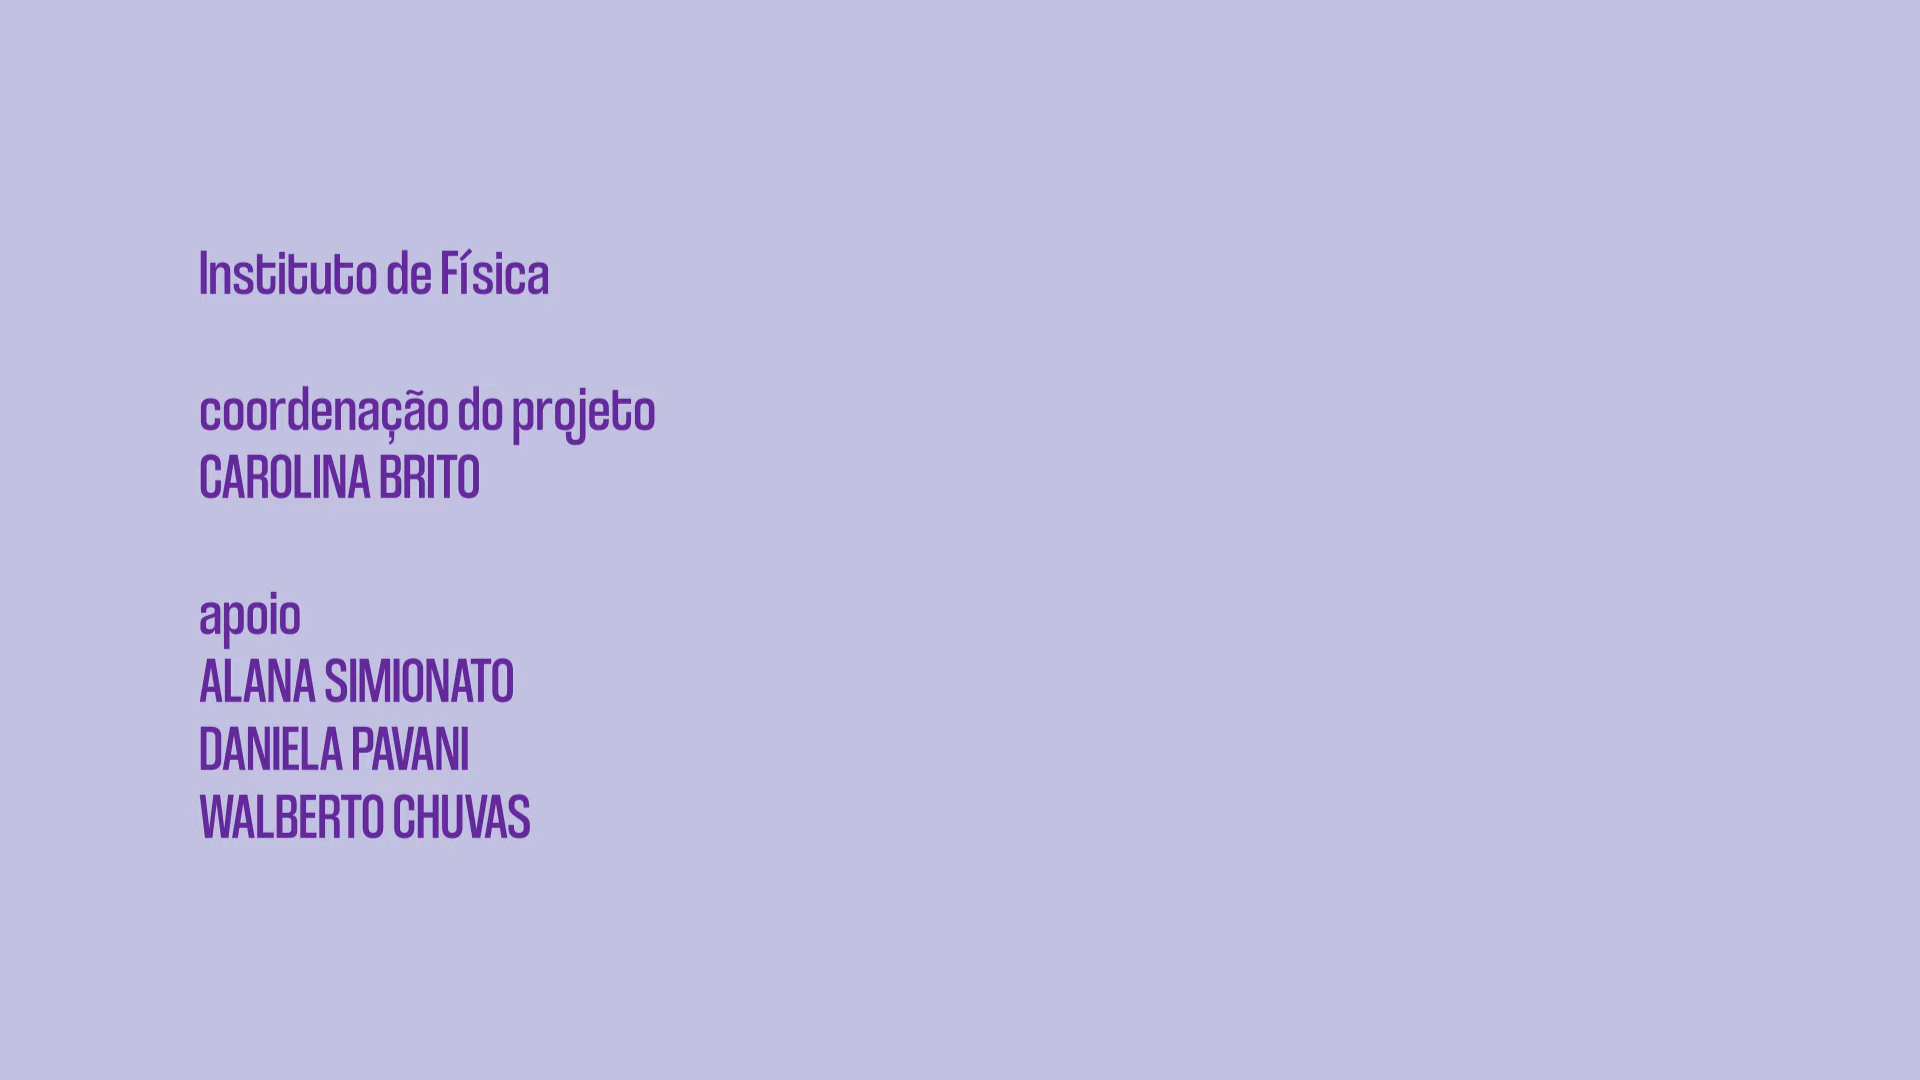 Instituto de Física
coordenação do projeto
CAROLINA BRITO
apoio
ALANA SIMIONATO
DANIELA PAVANI
WALBERTO CHUVAS